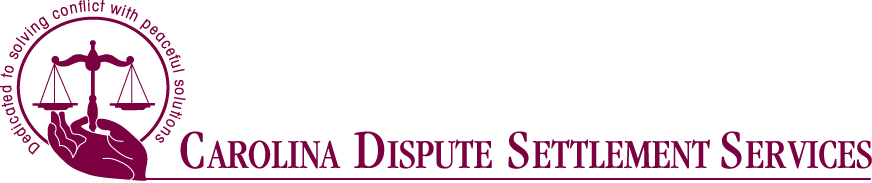 Dedicated to solving conflict with peaceful solutions
CAROLINA DISPUTE SETTLEMENT SERVICES